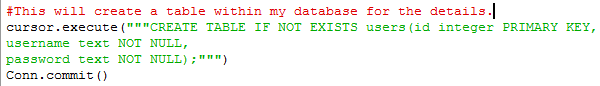 #This will create a table within my database for the details.
cursor.execute("""CREATE TABLE IF NOT EXISTS users(id integer PRIMARY KEY,
username text NOT NULL,
password text NOT NULL);""")
Conn.commit()